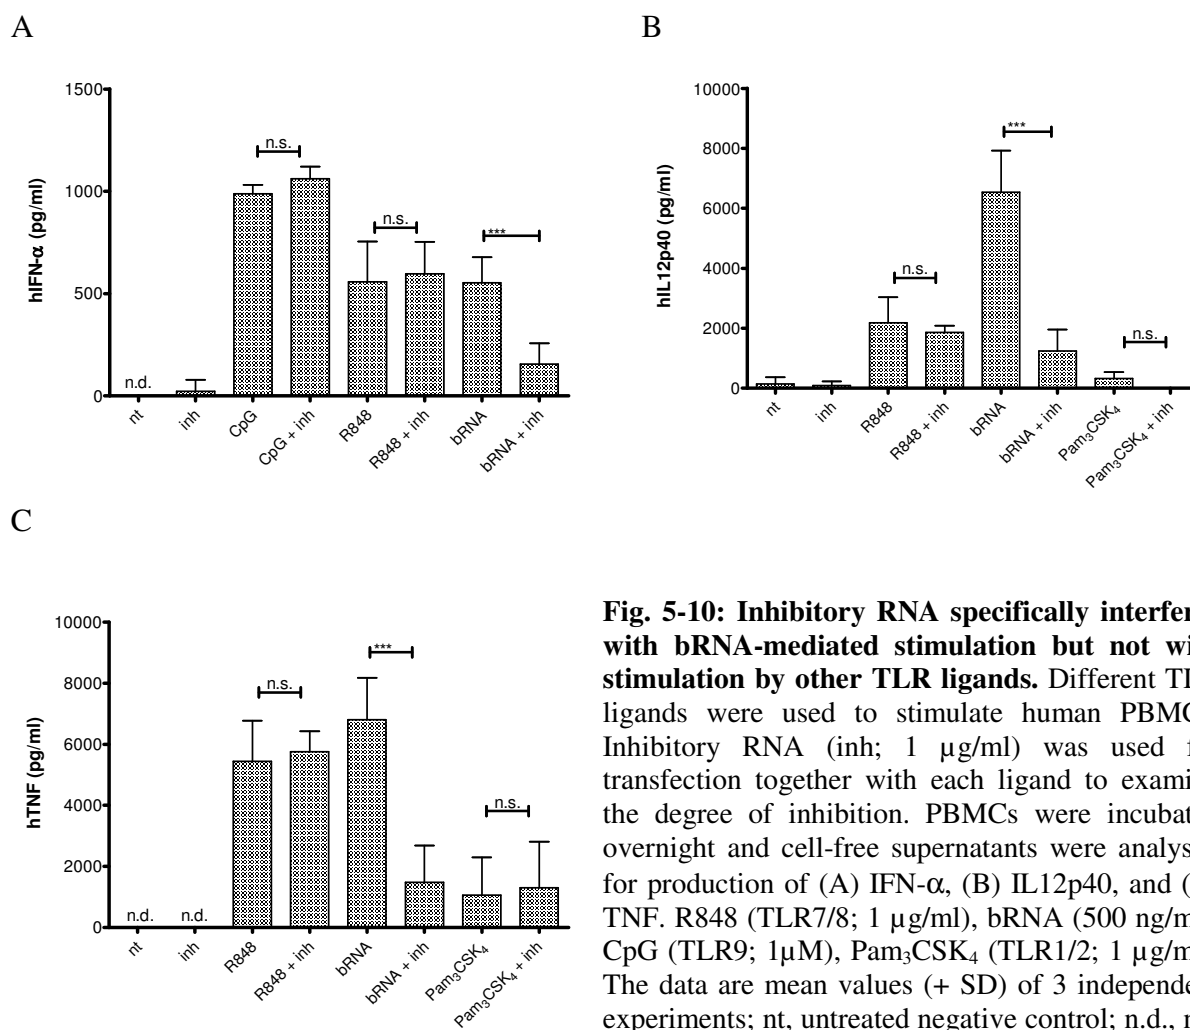 A
1500
1000
500
0
hIFN-α (pg/ml)
n.d.
n.s.
n.s.
***
nt
inh
CpG
CpG + inh
R848
R848 + inh
bRNA
bRNA + inh
B
10000
8000
6000
4000
2000
0
hIL12p40 (pg/ml)
n.s.
***
n.s.
nt
inh
R848
R848 + inh
bRNA
bRNA + inh
Pam₃CSK₄
Pam₃CSK₄ + inh
C
10000
8000
6000
4000
2000
0
hTNF (pg/ml)
n.d.
n.d.
n.s.
***
n.s.
nt
inh
R848
R848 + inh
bRNA
bRNA + inh
Pam₃CSK₄
Pam₃CSK₄ + inh
Fig. 5-10: Inhibitory RNA specifically interfer
with bRNA-mediated stimulation but not wi
stimulation by other TLR ligands. Different
ligands were used to stimulate human PBMC
Inhibitory RNA (inh; 1 µg/ml) was used f
transfection together with each ligand to exami
the degree of inhibition. PBMCs were incubat
overnight and cell-free supernatants were analys
for production of (A) IFN-α, (B) IL12p40, and (
TNF. R848 (TLR7/8; 1 µg/ml), bRNA (500 ng/m
CpG (TLR9; 1µM), Pam₃CSK₄ (TLR1/2; 1 µg/m
The data are mean values (+ SD) of 3 independe
experiments; nt, untreated negative control; n.d., n